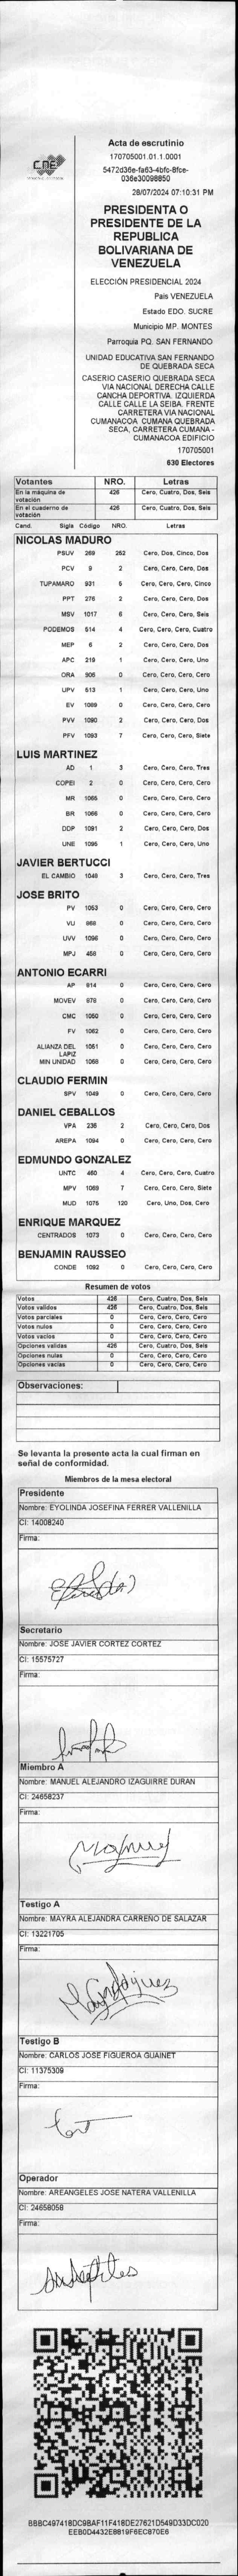 CNE
Acta de escrutinio
170705001.01.1.0001
5472d36e-fa63-4bfc-8fce-
036e30098850
28/07/2024 07:10:31 PM
PRESIDENTA O
PRESIDENTE DE LA
REPUBLICA
BOLIVARIANA DE
VENEZUELA
ELECCIÓN PRESIDENCIAL 2024
País VENEZUELA
Estado EDO. SUCRE
Municipio MP. MONTES
Parroquia PQ. SAN FERNANDO
UNIDAD EDUCATIVA SAN FERNANDO
DE QUEBRADA SECA
CASERIO CASERIO QUEBRADA SECA
VIA NACIONAL DERECHA CALLE
CANCHA DEPORTIVA. IZQUIERDA
CALLE CALLE LA SEIBA. FRENTE
CARRETERA VIA NACIONAL
CUMANACOA CUMANA QUEBRADA
SECA, CARRETERA CUMANA -
CUMANACOA EDIFICIO
170705001
630 Electores
Votantes NRO. Letras
En la máquina de votación 426 Cero, Cuatro, Dos, Seis
En el cuaderno de votación 426 Cero, Cuatro, Dos, Seis
Cand. Sigla Código NRO. Letras
NICOLAS MADURO
PSUV 269 252 Cero, Dos, Cinco, Dos
PCV 9 2 Cero, Cero, Cero, Dos
TUPAMARO 931 5 Cero, Cero, Cero, Cinco
PPT 276 2 Cero, Cero, Cero, Dos
MSV 1017 6 Cero, Cero, Cero, Seis
PODEMOS 514 4 Cero, Cero, Cero, Cuatro
MEP 6 2 Cero, Cero, Cero, Dos
APC 219 1 Cero, Cero, Cero, Uno
ORA 506 0 Cero, Cero, Cero, Cero
UPV 513 1 Cero, Cero, Cero, Uno
EV 1089 0 Cero, Cero, Cero, Cero
PVV 1090 2 Cero, Cero, Cero, Dos
PFV 1093 7 Cero, Cero, Cero, Siete
LUIS MARTINEZ
AD 1 3 Cero, Cero, Cero, Tres
COPEI 2 0 Cero, Cero, Cero, Cero
MR 1065 0 Cero, Cero, Cero, Cero
BR 1066 0 Cero, Cero, Cero, Cero
DDP 1091 2 Cero, Cero, Cero, Dos
UNE 1095 1 Cero, Cero, Cero, Uno
JAVIER BERTUCCI
EL CAMBIO 1048 3 Cero, Cero, Cero, Tres
JOSE BRITO
PV 1053 0 Cero, Cero, Cero, Cero
VU 868 0 Cero, Cero, Cero, Cero
UVV 1096 0 Cero, Cero, Cero, Cero
MPJ 458 0 Cero, Cero, Cero, Cero
ANTONIO ECARRI
AP 814 0 Cero, Cero, Cero, Cero
MOVEV 878 0 Cero, Cero, Cero, Cero
CMC 1050 0 Cero, Cero, Cero, Cero
FV 1062 0 Cero, Cero, Cero, Cero
ALIANZA DEL LAPIZ 1051 0 Cero, Cero, Cero, Cero
MIN UNIDAD 1068 0 Cero, Cero, Cero, Cero
CLAUDIO FERMIN
SPV 1049 0 Cero, Cero, Cero, Cero
DANIEL CEBALLOS
VPA 236 2 Cero, Cero, Cero, Dos
AREPA 1094 0 Cero, Cero, Cero, Cero
EDMUNDO GONZALEZ
UNTC 460 4 Cero, Cero, Cero, Cuatro
MPV 1069 7 Cero, Cero, Cero, Siete
MUD 1076 120 Cero, Uno, Dos, Cero
ENRIQUE MARQUEZ
CENTRADOS 1073 0 Cero, Cero, Cero, Cero
BENJAMIN RAUSSEO
CONDE 1092 0 Cero, Cero, Cero, Cero
Resumen de votos
Votos 426 Cero, Cuatro, Dos, Seis
Votos validos 426 Cero, Cuatro, Dos, Seis
Votos parciales 0 Cero, Cero, Cero, Cero
Votos nulos 0 Cero, Cero, Cero, Cero
Votos vacios 0 Cero, Cero, Cero, Cero
Opciones validas 426 Cero, Cuatro, Dos, Seis
Opciones nulas 0 Cero, Cero, Cero, Cero
Opciones vacias 0 Cero, Cero, Cero, Cero
Observaciones:
Se levanta la presente acta la cual firman en
señal de conformidad.
Miembros de la mesa electoral
Presidente
Nombre: EYOLINDA JOSEFINA FERRER VALLENILLA
CI: 14008240
Firma:
Secretario
Nombre: JOSE JAVIER CORTEZ CORTEZ
CI: 15575727
Firma:
Miembro A
Nombre: MANUEL ALEJANDRO IZAGUIRRE DURAN
CI: 24658237
Firma:
Testigo A
Nombre: MAYRA ALEJANDRA CARREÑO DE SALAZAR
CI: 13221705
Firma:
Testigo B
Nombre: CARLOS JOSE FIGUEROA GUAINET
CI: 11375309
Firma:
Operador
Nombre: AREANGELES JOSE NATERA VALLENILLA
CI: 24658058
Firma:
BBBC497418DC9BAF11F418DE27621D549D33DC020
EEB0D4432E8819F6EC870E6